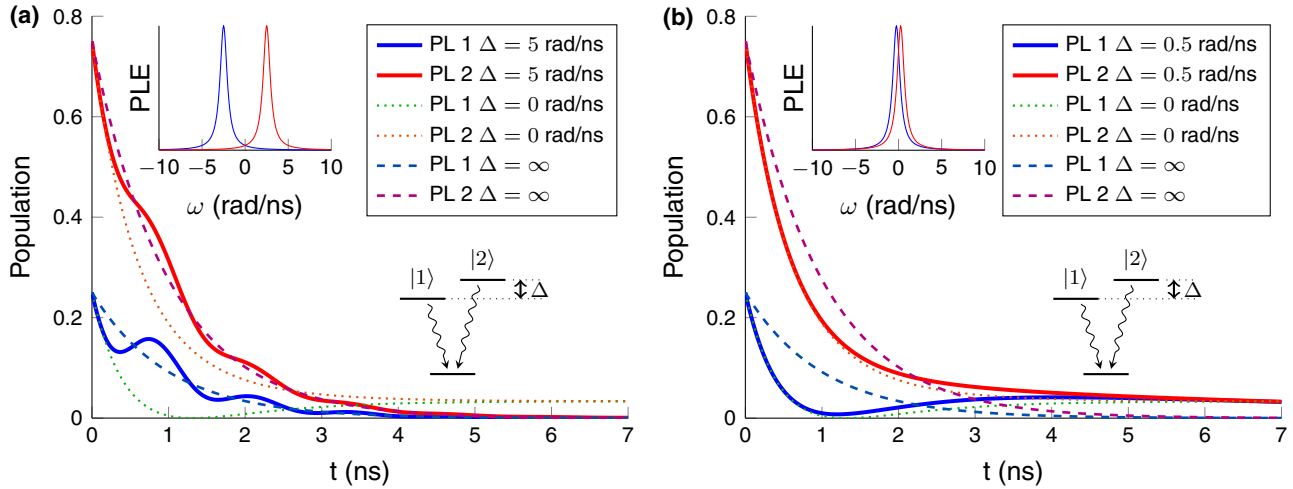 (a)
0.8
0.6
0.4
0.2
0
Population
0 1 2 3 4 5 6 7
t (ns)
PLE
−10 −5 0 5 10
ω (rad/ns)
PL 1 Δ = 5 rad/ns
PL 2 Δ = 5 rad/ns
PL 1 Δ = 0 rad/ns
PL 2 Δ = 0 rad/ns
PL 1 Δ = ∞
PL 2 Δ = ∞
|1⟩
|2⟩
Δ
(b)
0.8
0.6
0.4
0.2
0
Population
0 1 2 3 4 5 6 7
t (ns)
PLE
−10 −5 0 5 10
ω (rad/ns)
PL 1 Δ = 0.5 rad/ns
PL 2 Δ = 0.5 rad/ns
PL 1 Δ = 0 rad/ns
PL 2 Δ = 0 rad/ns
PL 1 Δ = ∞
PL 2 Δ = ∞
|1⟩
|2⟩
Δ